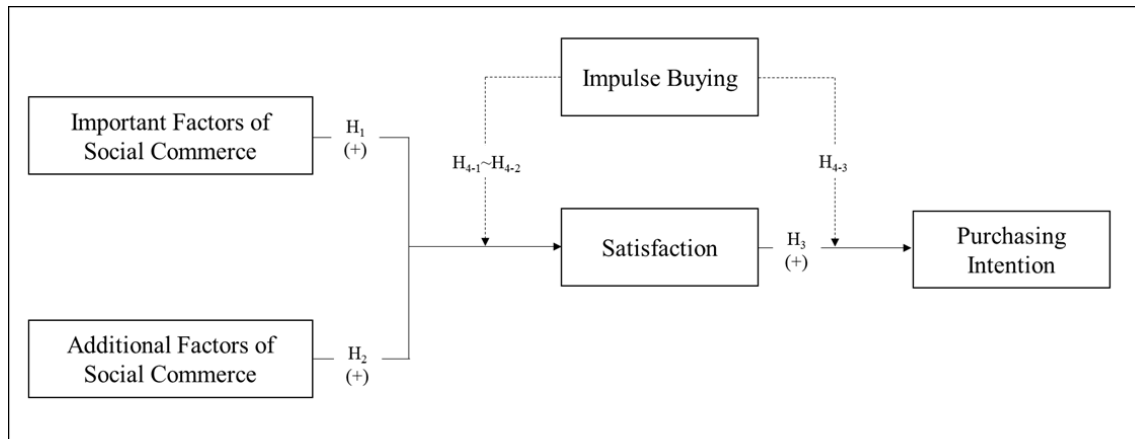 Impulse Buying
Important Factors of
Social Commerce
H₁
(+)
H₄₋₁~H₄₋₂
H₄₋₃
Satisfaction
H₃
(+)
Purchasing
Intention
Additional Factors of
Social Commerce
H₂
(+)